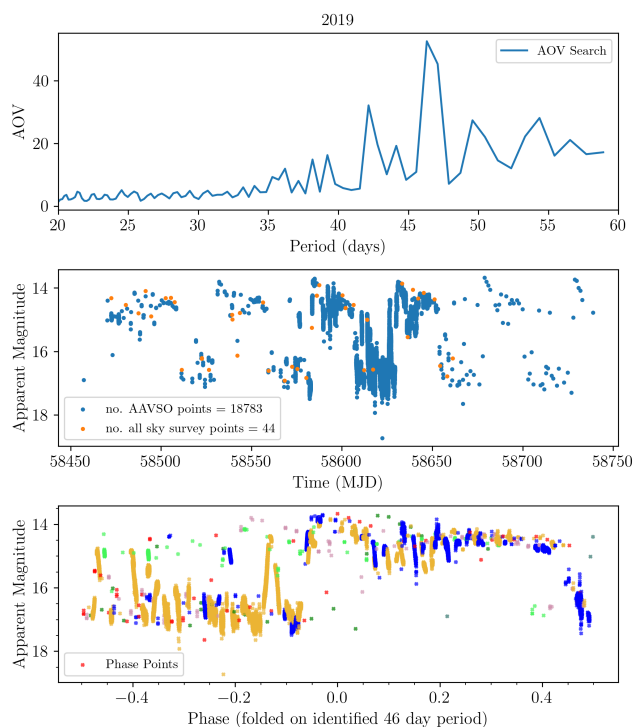 2019
AOV Search
AOV
0
20
40
20 25 30 35 40 45 50 55 60
Period (days)
Apparent Magnitude
14
16
18
no. AAVSO points = 18783
no. all sky survey points = 44
58450 58500 58550 58600 58650 58700 58750
Time (MJD)
Apparent Magnitude
14
16
18
Phase Points
−0.4 −0.2 0.0 0.2 0.4
Phase (folded on identified 46 day period)